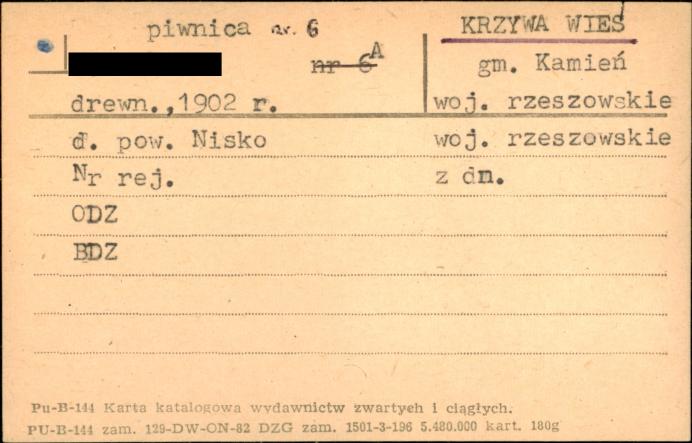 piwnica nr. 6
KRZYWA WIEŚ
nr 6A
gm. Kamień
drewn., 1902 r.
woj. rzeszowskie
d. pow. Nisko
woj. rzeszowskie
Nr rej.
z dn.
ODZ
BDZ
Pu-B-144 Karta katalogowa wydawnictw zwartych i ciągłych.
PU-B-144 zam. 129-DW-ON-82 DZG zam. 1501-3-196 5.480.000 kart. 180g